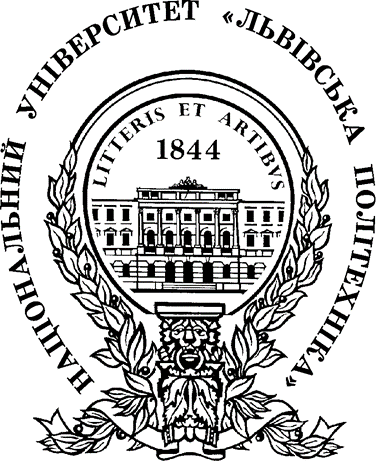 НАЦІОНАЛЬНИЙ УНІВЕРСИТЕТ «ЛЬВІВСЬКА ПОЛІТЕХНІКА»
LITTERIS ET ARTIBVS
1844